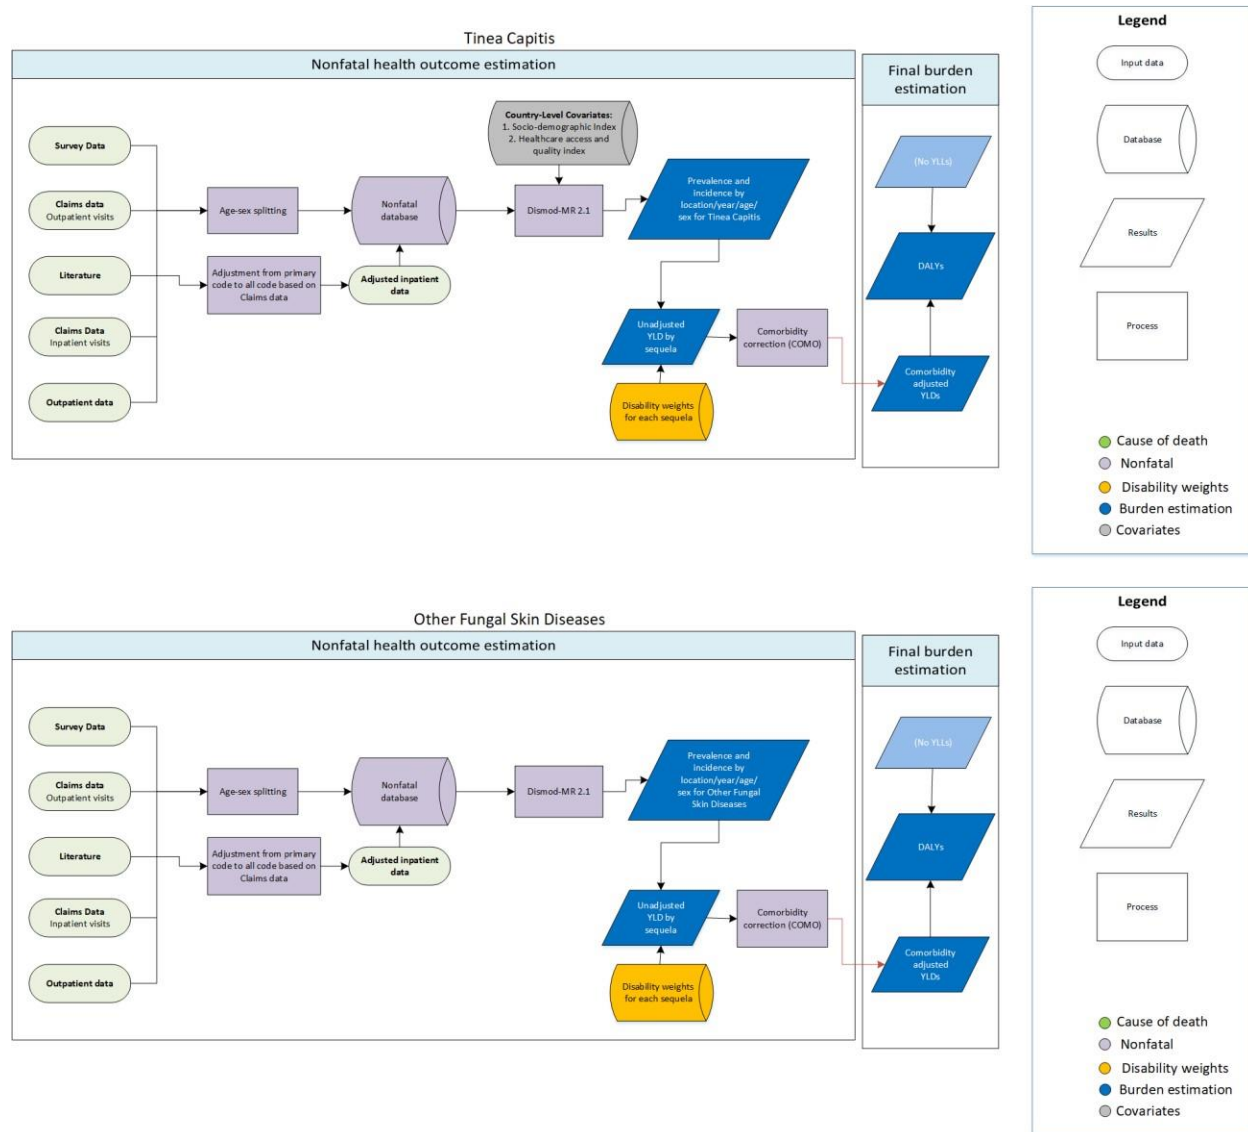 Tinea Capitis
Nonfatal health outcome estimation
Survey Data
Claims data
Outpatient visits
Literature
Claims Data
Inpatient visits
Outpatient data
Age-sex splitting
Adjustment from primary
code to all code based on
Claims data
Nonfatal
database
Adjusted inpatient
data
Country-Level Covariates:
1. Socio-demographic Index
2. Healthcare access and
quality index
Dismod-MR 2.1
Prevalence and
incidence by
location/year/age/
sex for Tinea Capitis
Unadjusted
YLD by
sequela
Disability weights
for each sequela
Comorbidity
correction (COMO)
Final burden
estimation
(No YLLs)
DALYs
Comorbidity
adjusted
YLDs
Legend
Input data
Database
Results
Process
Cause of death
Nonfatal
Disability weights
Burden estimation
Covariates
Other Fungal Skin Diseases
Nonfatal health outcome estimation
Survey Data
Claims data
Outpatient visits
Literature
Claims Data
Inpatient visits
Outpatient data
Age-sex splitting
Adjustment from primary
code to all code based on
Claims data
Nonfatal
database
Adjusted inpatient
data
Dismod-MR 2.1
Prevalence and
incidence by
location/year/age/
sex for Other Fungal
Skin Diseases
Unadjusted
YLD by
sequela
Disability weights
for each sequela
Comorbidity
correction (COMO)
Final burden
estimation
(No YLLs)
DALYs
Comorbidity
adjusted
YLDs
Legend
Input data
Database
Results
Process
Cause of death
Nonfatal
Disability weights
Burden estimation
Covariates